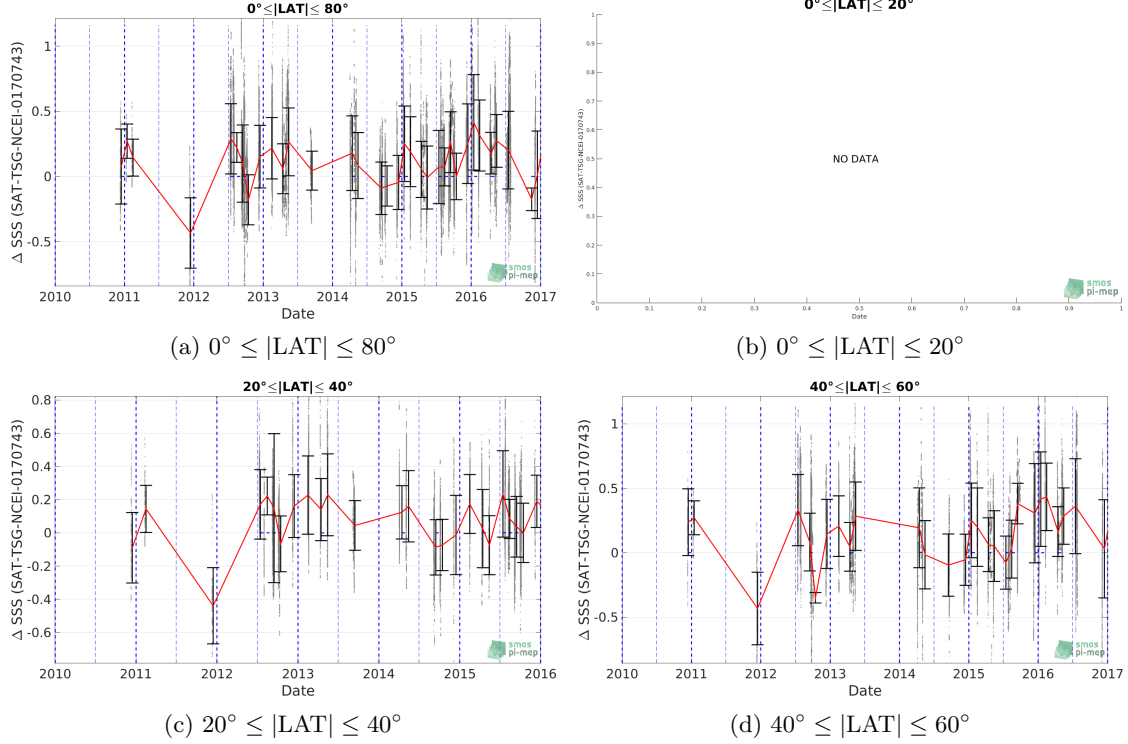 0°≤|LAT|≤ 80°
Δ SSS (SAT-TSG-NCEI-0170743)
1
0.5
0
-0.5
2010 2011 2012 2013 2014 2015 2016 2017
Date
smos
pi-mep
(a) 0° ≤ |LAT| ≤ 80°
0°≤|LAT|≤ 20°
Δ SSS (SAT-TSG-NCEI-0170743)
1
0.9
0.8
0.7
0.6
0.5
0.4
0.3
0.2
0.1
0
NO DATA
0 0.1 0.2 0.3 0.4 0.5 0.6 0.7 0.8 0.9 1
Date
smos
pi-mep
(b) 0° ≤ |LAT| ≤ 20°
20°≤|LAT|≤ 40°
Δ SSS (SAT-TSG-NCEI-0170743)
0.8
0.6
0.4
0.2
0
-0.2
-0.4
-0.6
2010 2011 2012 2013 2014 2015 2016
Date
smos
pi-mep
(c) 20° ≤ |LAT| ≤ 40°
40°≤|LAT|≤ 60°
Δ SSS (SAT-TSG-NCEI-0170743)
1
0.5
0
-0.5
2010 2011 2012 2013 2014 2015 2016 2017
Date
smos
pi-mep
(d) 40° ≤ |LAT| ≤ 60°